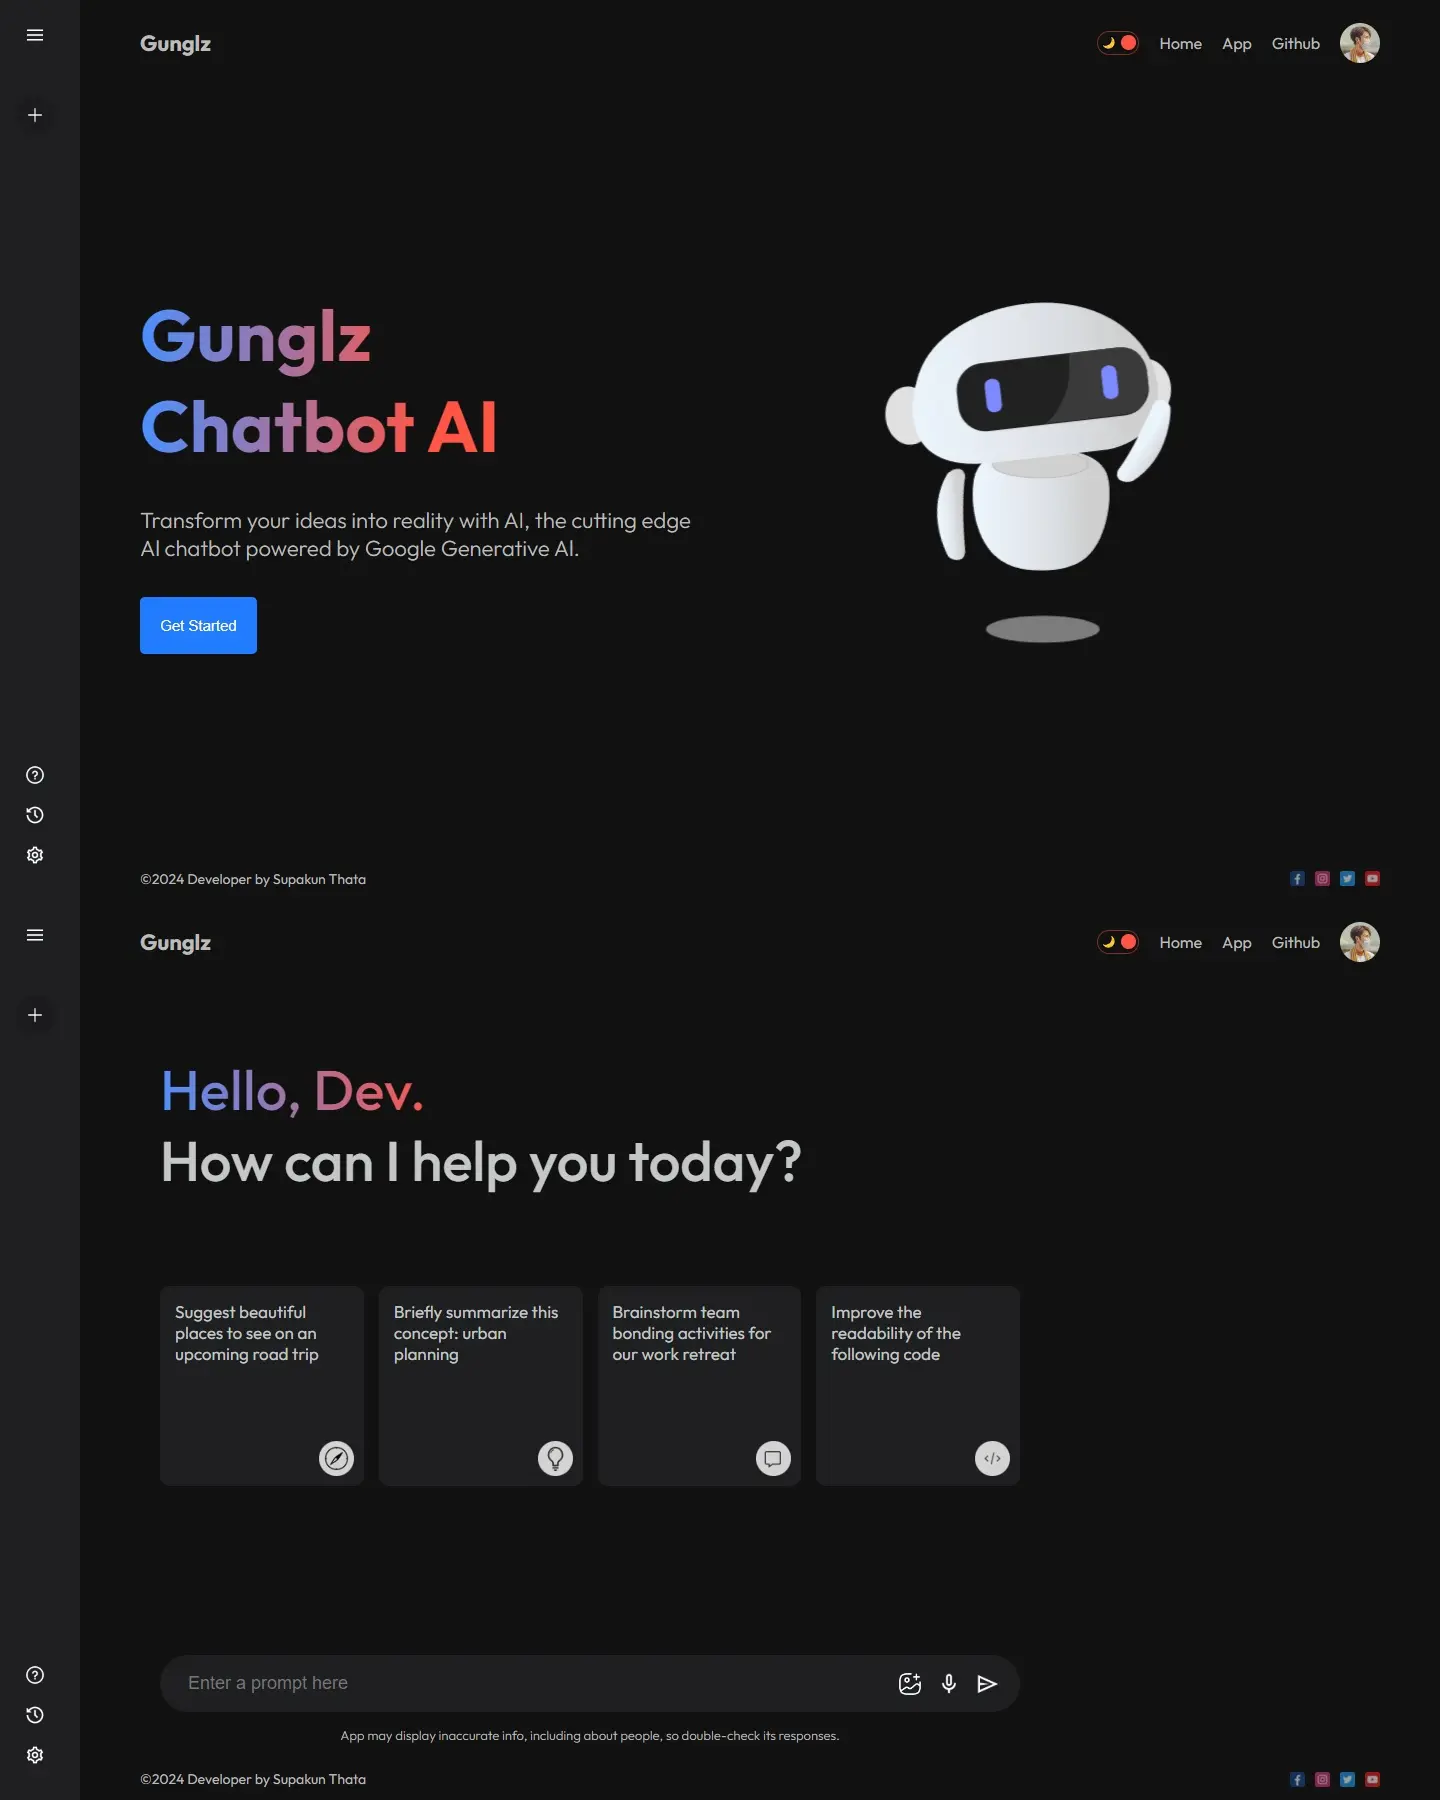 Gunglz
Home App Github
Gunglz
Chatbot AI
Transform your ideas into reality with AI, the cutting edge
AI chatbot powered by Google Generative AI.
Get Started
©2024 Developer by Supakun Thata
Gunglz
Home App Github
Hello, Dev.
How can I help you today?
Suggest beautiful
places to see on an
upcoming road trip
Briefly summarize this
concept: urban
planning
Brainstorm team
bonding activities for
our work retreat
Improve the
readability of the
following code
Enter a prompt here
App may display inaccurate info, including about people, so double-check its responses.
©2024 Developer by Supakun Thata